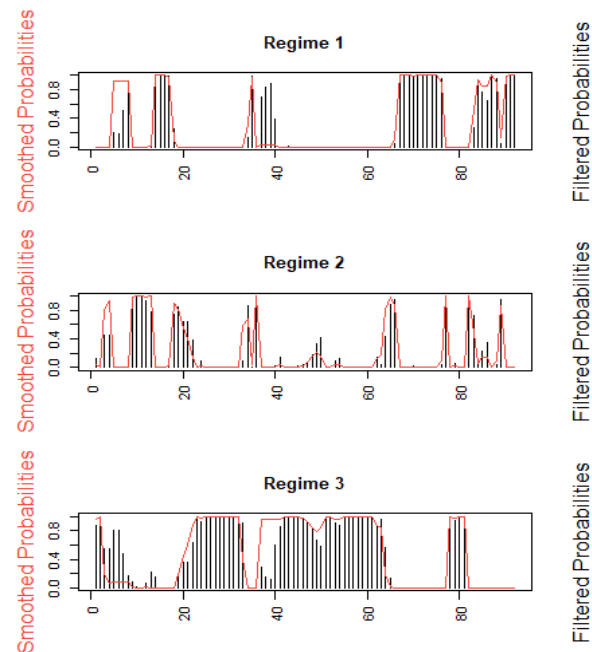 Regime 1
Smoothed Probabilities
0.0 0.4 0.8
0 20 40 60 80
Filtered Probabilities
Regime 2
Smoothed Probabilities
0.0 0.4 0.8
0 20 40 60 80
Filtered Probabilities
Regime 3
Smoothed Probabilities
0.0 0.4 0.8
0 20 40 60 80
Filtered Probabilities